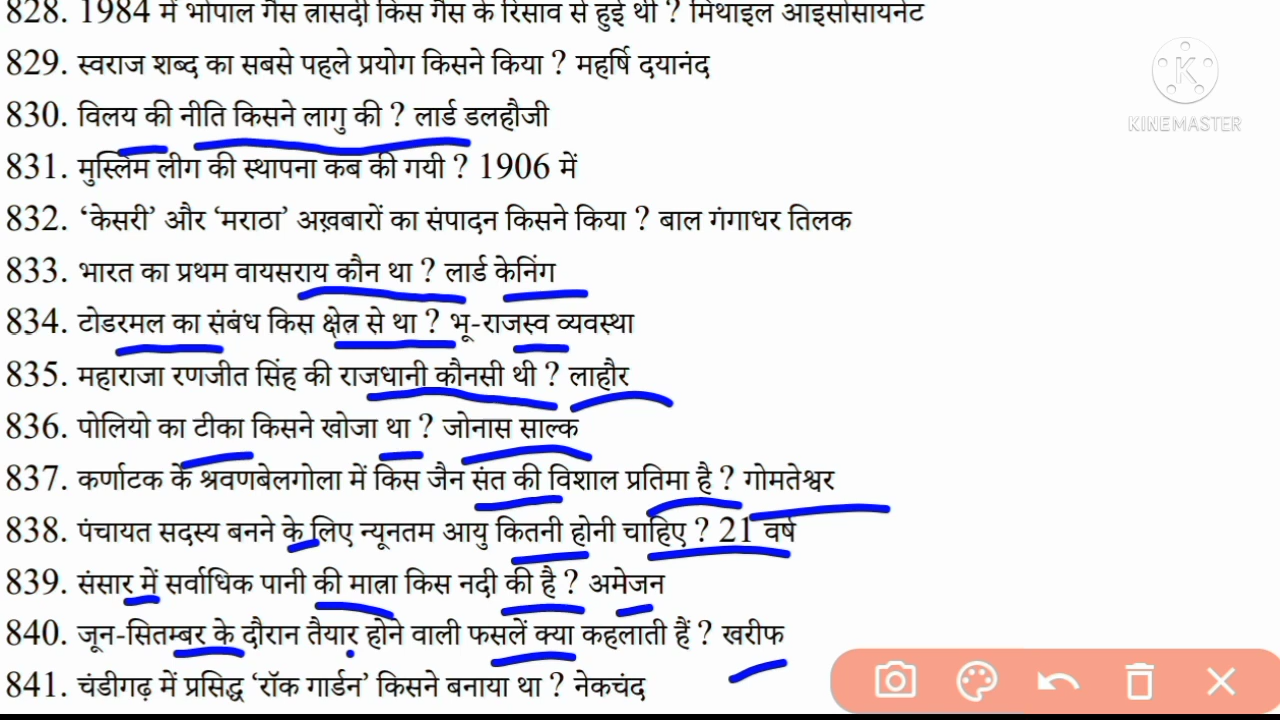 828. 1984 में भोपाल गैस त्रासदी किस गैस के रिसाव से हुई थी ? मिथाइल आइसोसायनेट
829. स्वराज शब्द का सबसे पहले प्रयोग किसने किया ? महर्षि दयानंद
KINEMASTER
830. विलय की नीति किसने लागु की ? लार्ड डलहौजी
831. मुस्लिम लीग की स्थापना कब की गयी ? 1906 में
832. ‘केसरी’ और ‘मराठा’ अख़बारों का संपादन किसने किया ? बाल गंगाधर तिलक
833. भारत का प्रथम वायसराय कौन था ? लार्ड केनिंग
834. टोडरमल का संबंध किस क्षेत्र से था ? भू-राजस्व व्यवस्था
835. महाराजा रणजीत सिंह की राजधानी कौनसी थी ? लाहौर
836. पोलियो का टीका किसने खोजा था ? जोनास साल्क
837. कर्णाटक के श्रवणबेलगोला में किस जैन संत की विशाल प्रतिमा है ? गोमतेश्वर
838. पंचायत सदस्य बनने के लिए न्यूनतम आयु कितनी होनी चाहिए ? 21 वर्ष
839. संसार में सर्वाधिक पानी की मात्रा किस नदी की है ? अमेजन
840. जून-सितम्बर के दौरान तैयार होने वाली फसलें क्या कहलाती हैं ? खरीफ
841. चंडीगढ़ में प्रसिद्ध ‘रॉक गार्डन’ किसने बनाया था ? नेकचंद